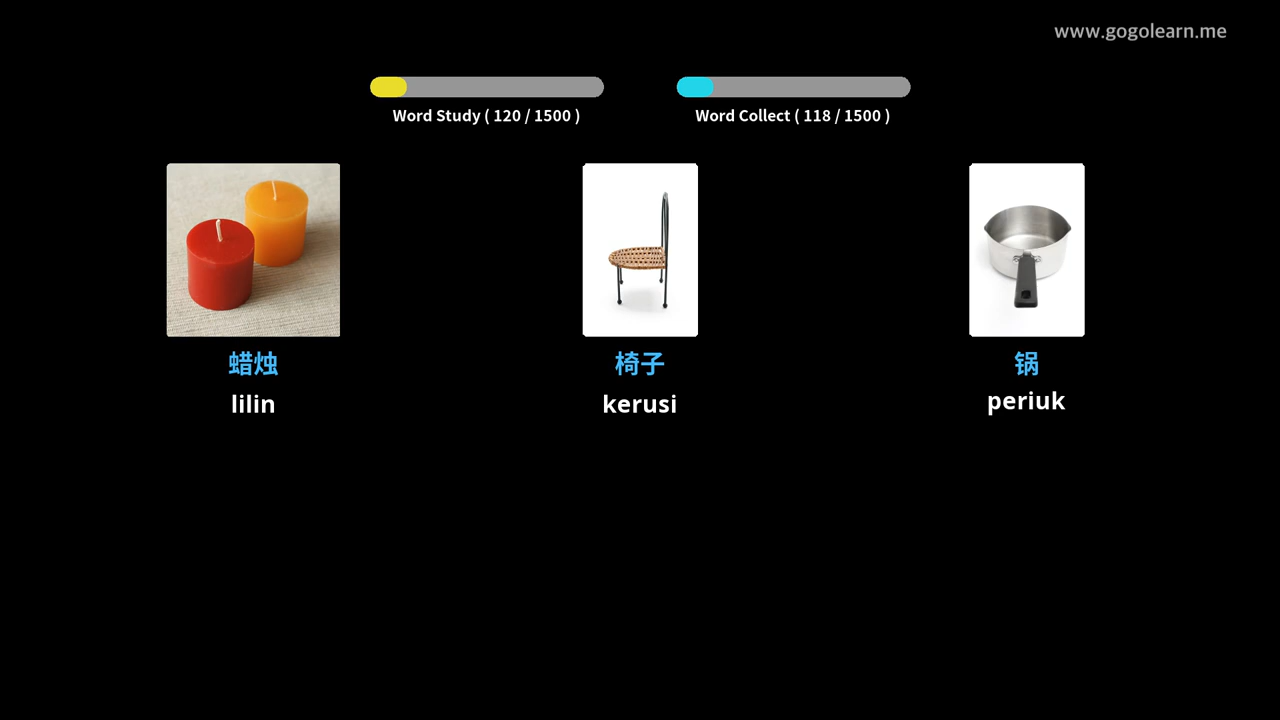 www.gogolearn.me
Word Study ( 120 / 1500 )
Word Collect ( 118 / 1500 )
蜡烛
椅子
锅
lilin
kerusi
periuk